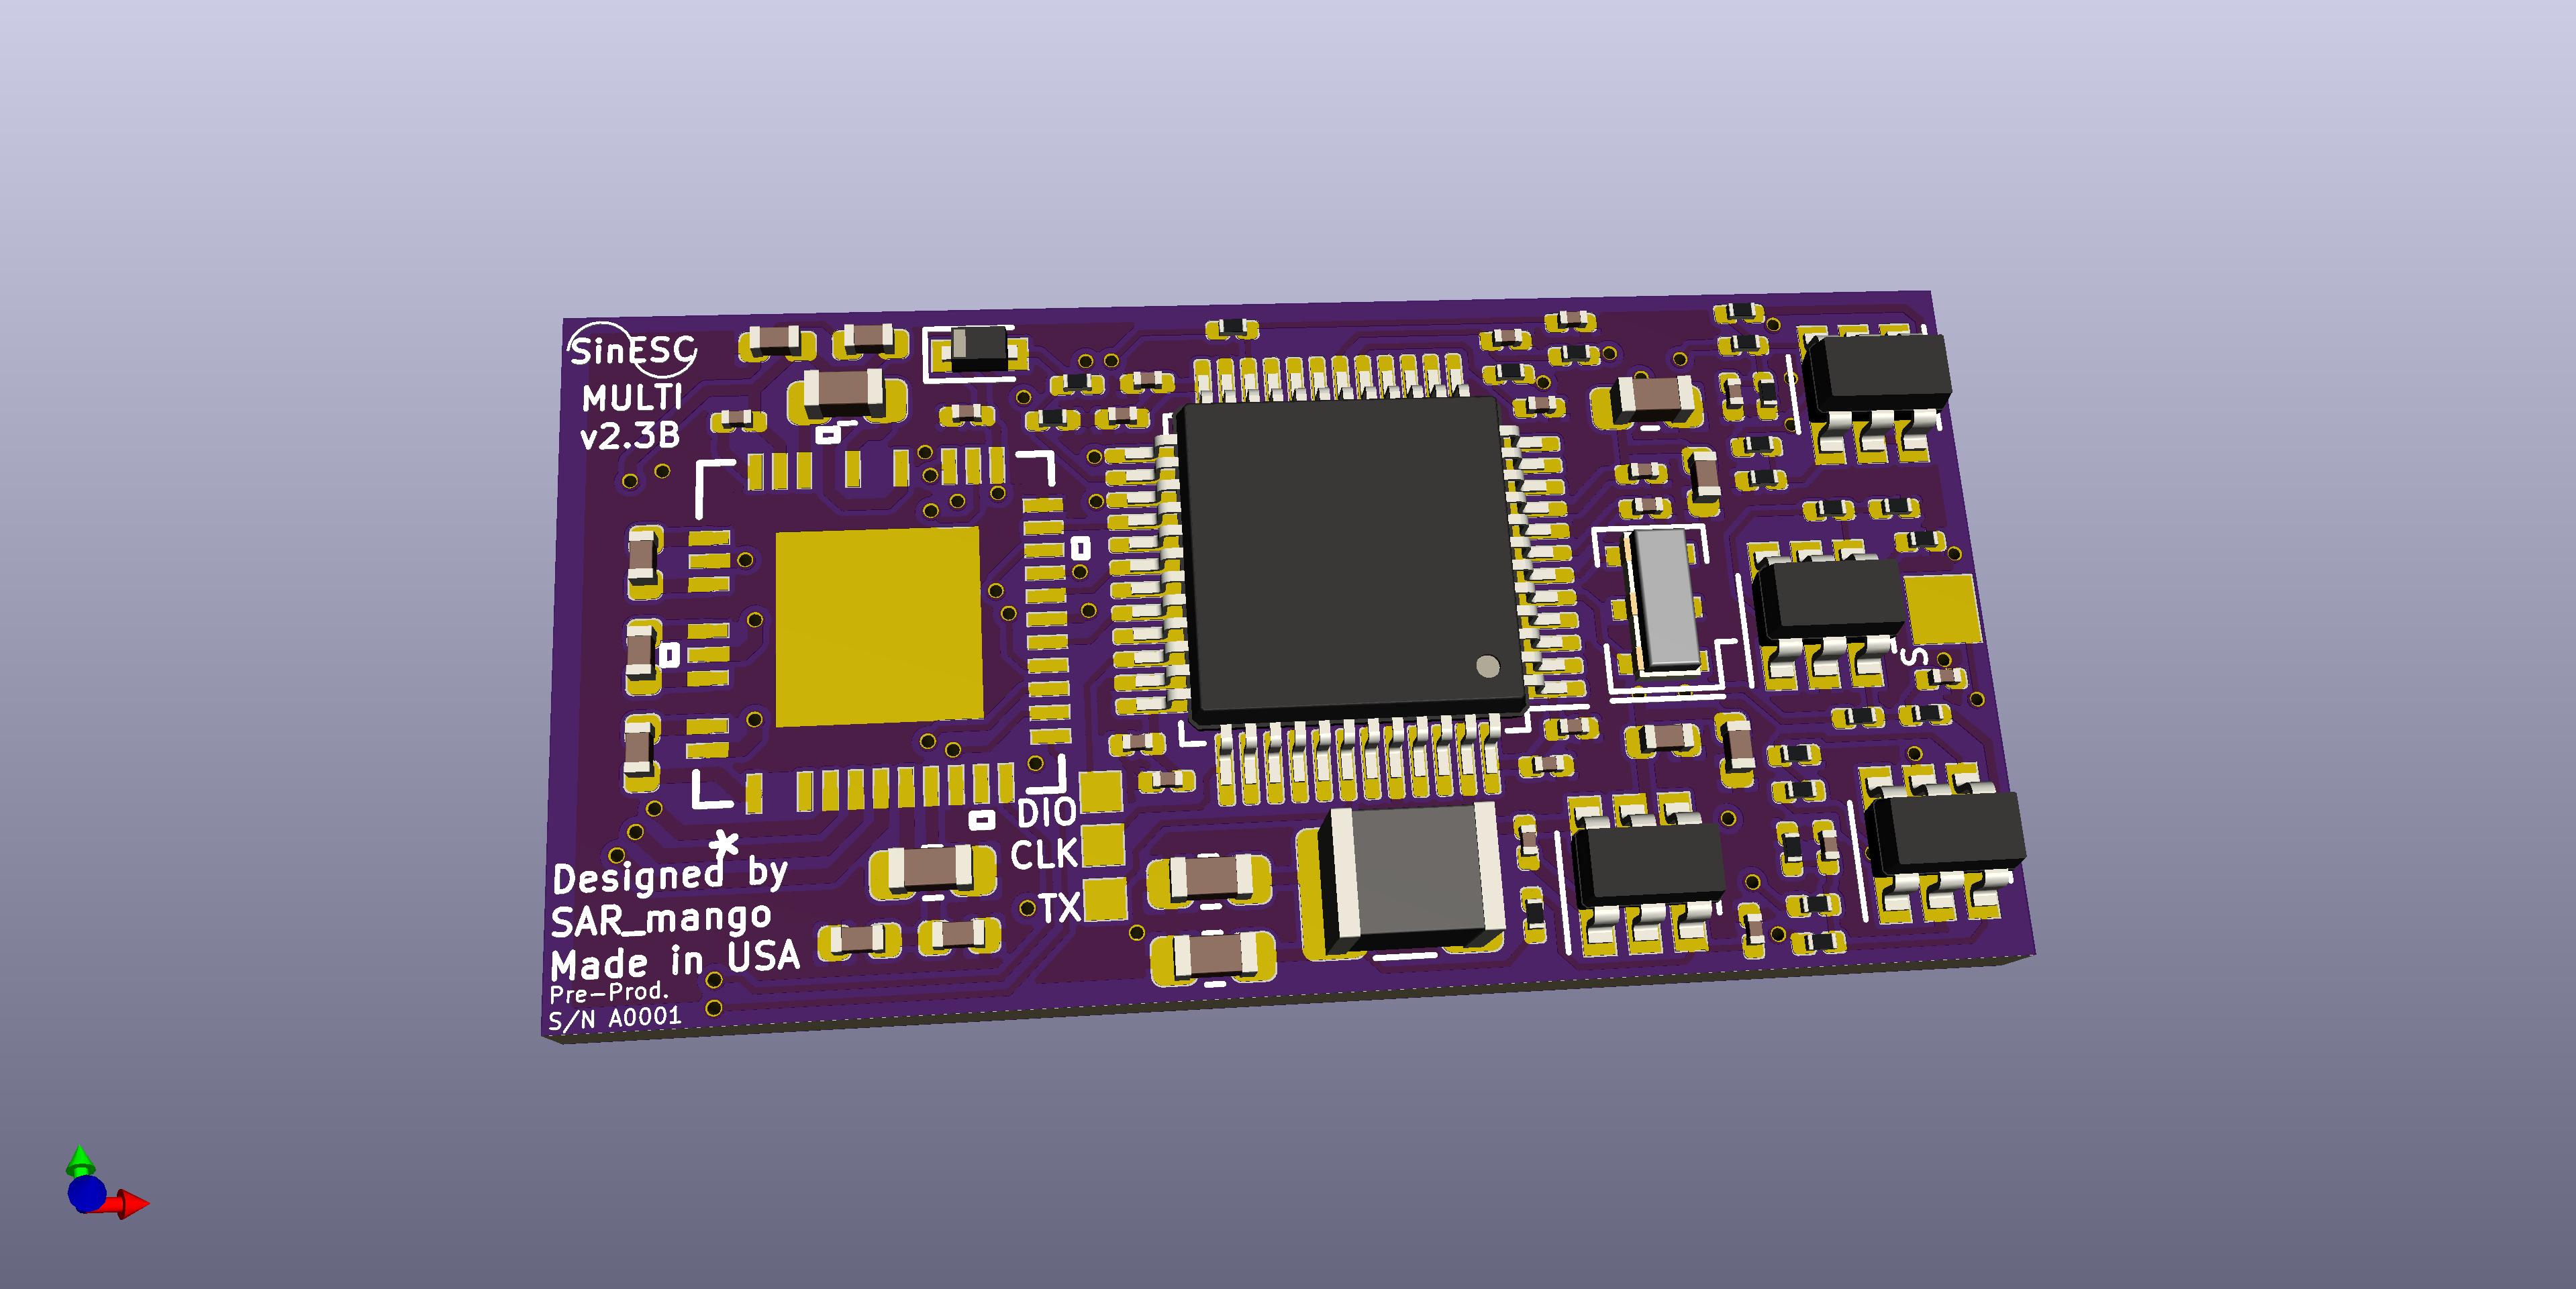 SinESC
MULTI
v2.3B
DIO
CLK
TX
S
*
Designed by
SAR_mango
Made in USA
Pre-Prod.
S/N A0001